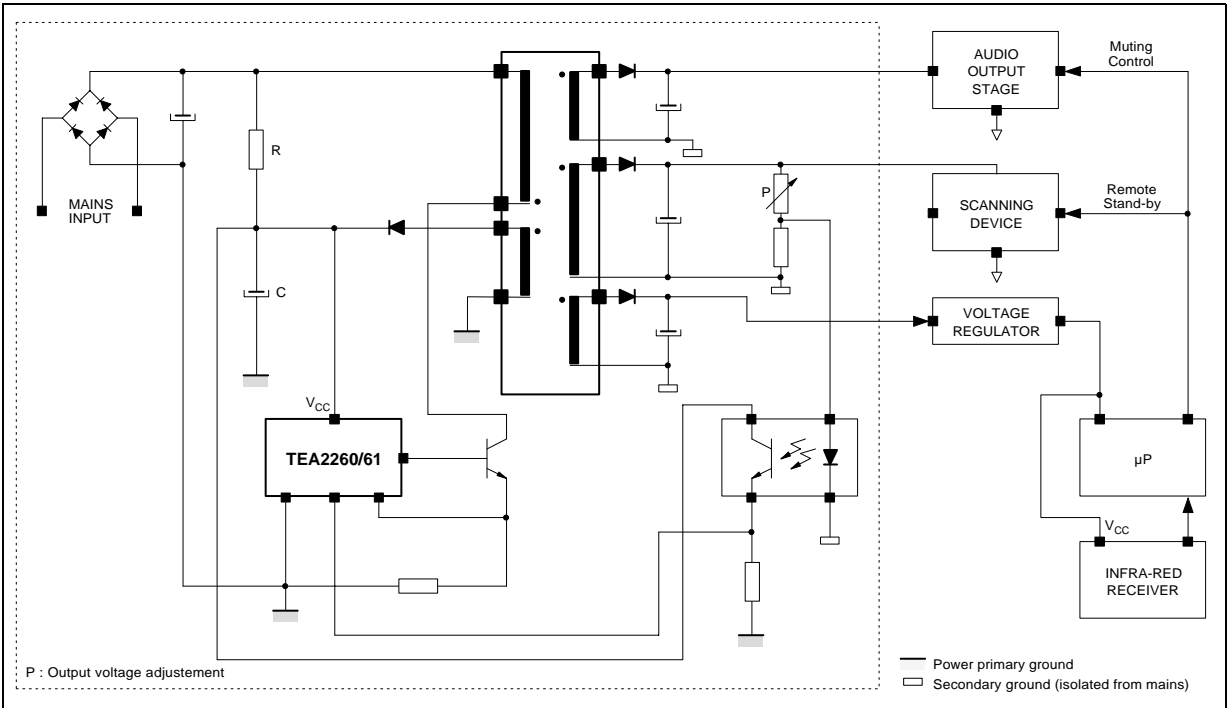 AUDIO
OUTPUT
STAGE
Muting
Control
R
MAINS
INPUT
P
SCANNING
DEVICE
Remote
Stand-by
C
VOLTAGE
REGULATOR
VCC
TEA2260/61
µP
VCC
INFRA-RED
RECEIVER
P : Output voltage adjustement
Power primary ground
Secondary ground (isolated from mains)